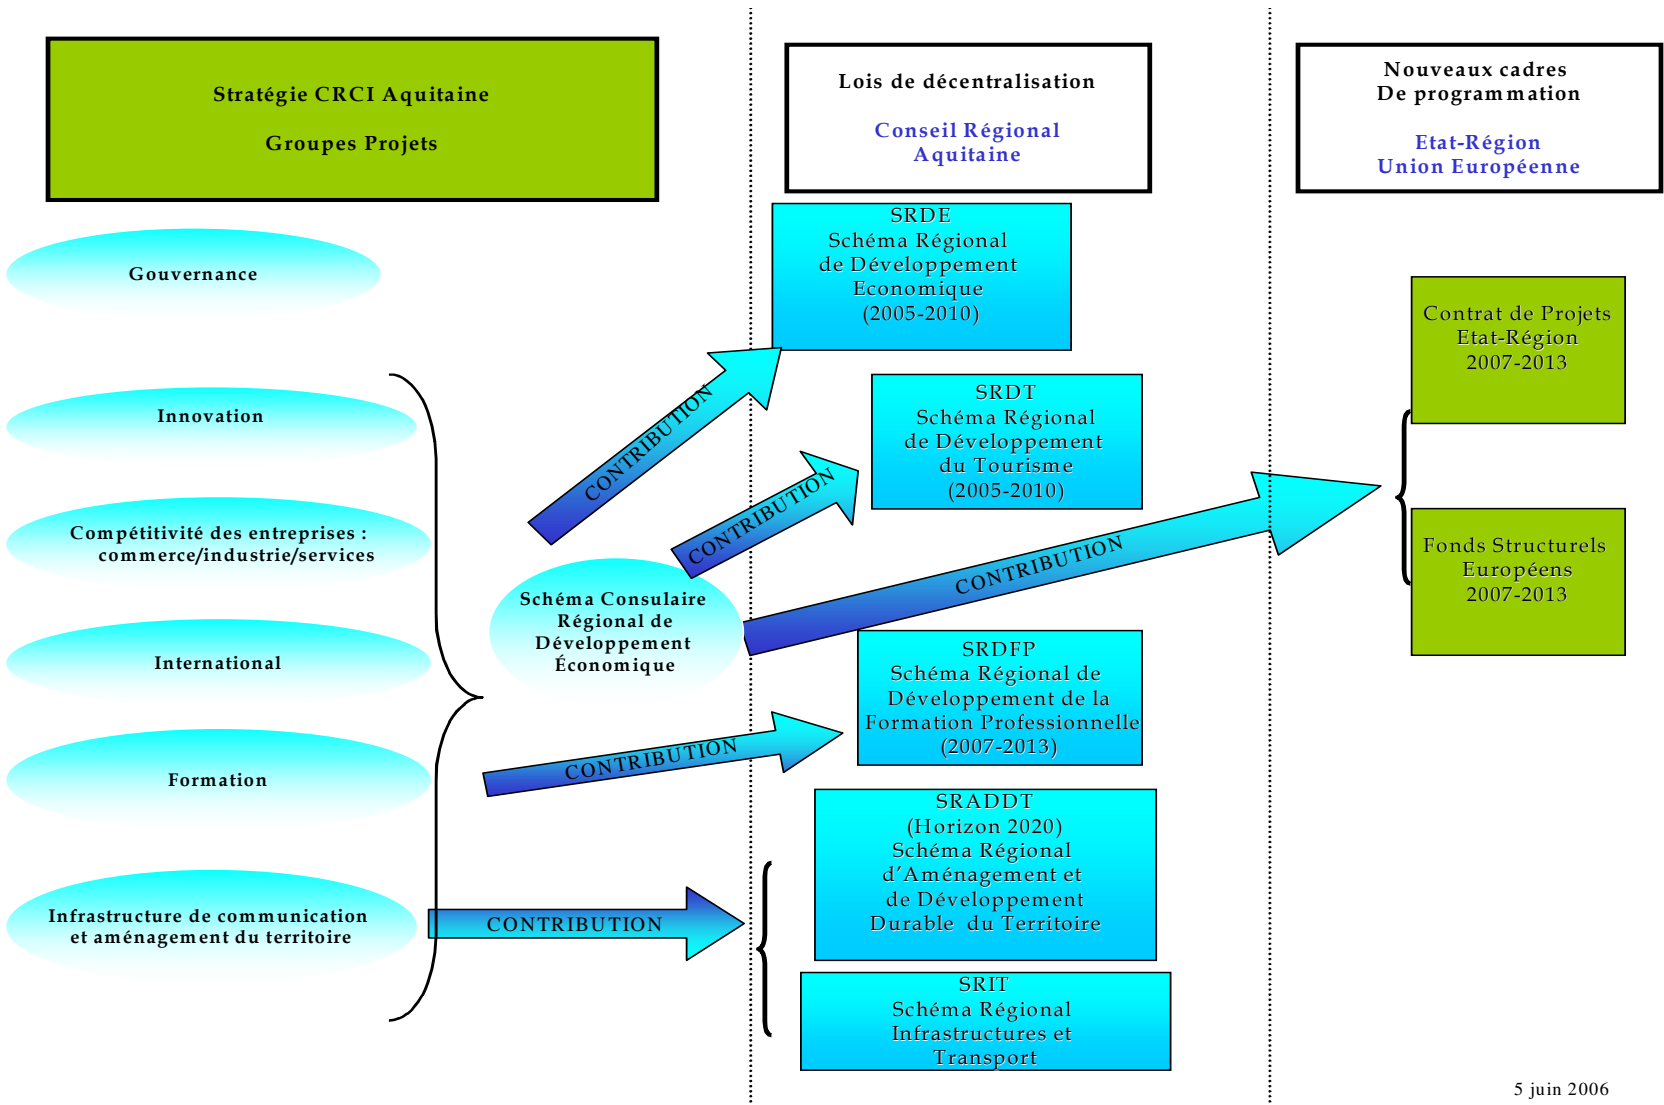 Stratégie CRCI Aquitaine
Groupes Projets
Lois de décentralisation
Conseil Régional
Aquitaine
Nouveaux cadres
De programmation
Etat-Région
Union Européenne
Gouvernance
Innovation
Compétitivité des entreprises :
commerce/industrie/services
International
Formation
Infrastructure de communication
et aménagement du territoire
Schéma Consulaire
Régional de
Développement
Économique
CONTRIBUTION
CONTRIBUTION
CONTRIBUTION
CONTRIBUTION
CONTRIBUTION
SRDE
Schéma Régional
de Développement
Economique
(2005-2010)
SRDT
Schéma Régional
de Développement
du Tourisme
(2005-2010)
SRDFP
Schéma Régional de
Développement de la
Formation Professionnelle
(2007-2013)
SRADDT
(Horizon 2020)
Schéma Régional
d’Aménagement et
de Développement
Durable du Territoire
SRIT
Schéma Régional
Infrastructures et
Transport
Contrat de Projets
Etat-Région
2007-2013
Fonds Structurels
Européens
2007-2013
5 juin 2006